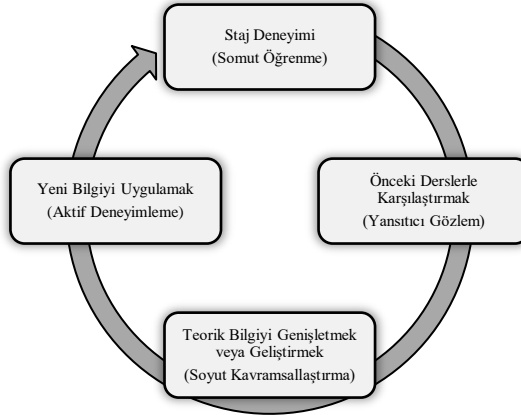 Staj Deneyimi
(Somut Öğrenme)
Önceki Derslerle
Karşılaştırmak
(Yansıtıcı Gözlem)
Teorik Bilgiyi Genişletmek
veya Geliştirmek
(Soyut Kavramsallaştırma)
Yeni Bilgiyi Uygulamak
(Aktif Deneyimleme)